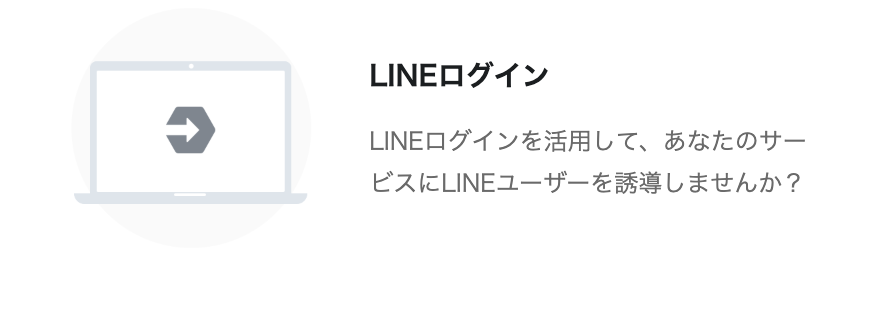 LINEログイン
LINEログインを活用して、あなたのサー
ビスにLINEユーザーを誘導しませんか？